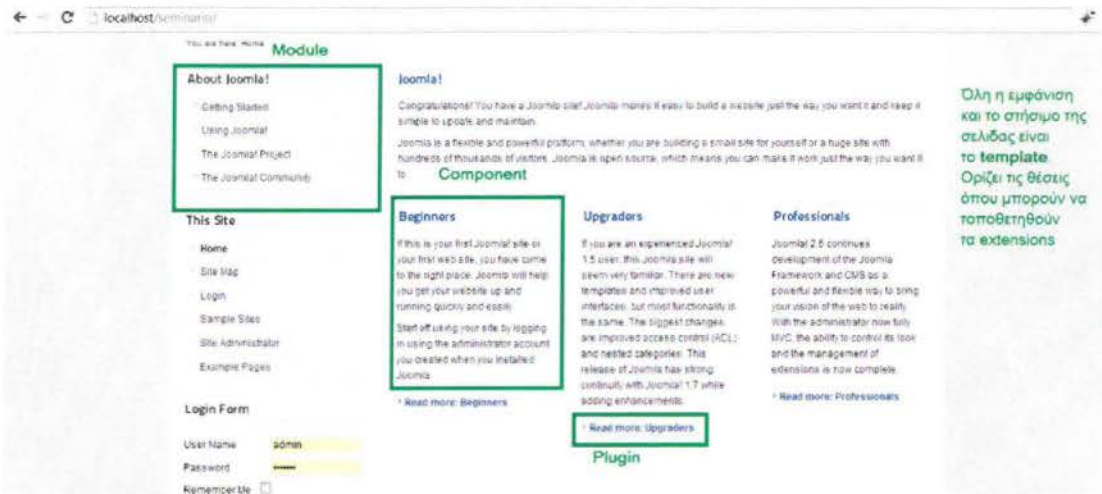 localhost/seminario/
You are here: Home
Module
About Joomla!
Getting Started
Using Joomla!
The Joomla! Project
The Joomla! Community
Joomla!
Congratulations! You have a Joomla site! Joomla makes it easy to build a website just the way you want it and keep it
simple to update and maintain.
Joomla is a flexible and powerful platform, whether you are building a small site for yourself or a huge site with
hundreds of thousands of visitors. Joomla is open source, which means you can make it work just the way you want it
to
Component
This Site
Home
Site Map
Login
Sample Sites
Site Administrator
Example Pages
Login Form
User Name admin
Password
Remember Me
Beginners
If this is your first Joomla! site or
your first web site, you have come
to the right place. Joomla will help
you get your website up and
running quickly and easily.
Start off using your site by logging
in using the administrator account
you created when you installed
Joomla.
Read more: Beginners
Upgraders
If you are an experienced Joomla!
1.5 user, this Joomla site will
seem very familiar. There are new
templates and improved user
interfaces, but most functionality is
the same. The biggest changes
are improved access control (ACL)
and nested categories. This
release of Joomla has strong
continuity with Joomla! 1.7 while
adding enhancements.
Read more: Upgraders
Plugin
Professionals
Joomla! 2.5 continues
development of the Joomla
Framework and CMS as a
powerful and flexible way to bring
your vision of the web to reality.
With the administrator now fully
MVC, the ability to control its look
and the management of
extensions is now complete.
Read more: Professionals
Όλη η εμφάνιση
και το στήσιμο της
σελιδας είναι
το template
Ορίζει τις θέσεις
όπου μπορούν να
τοποθετηθούν
τα extensions